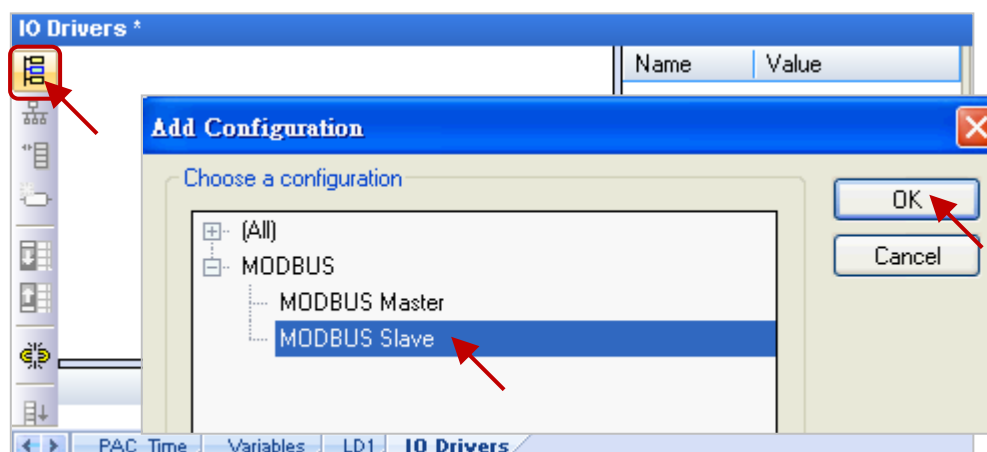 IO Drivers *
Name Value
Add Configuration
Choose a configuration
(All)
MODBUS
MODBUS Master
MODBUS Slave
OK
Cancel
PAC_Time Variables LD1 IO Drivers